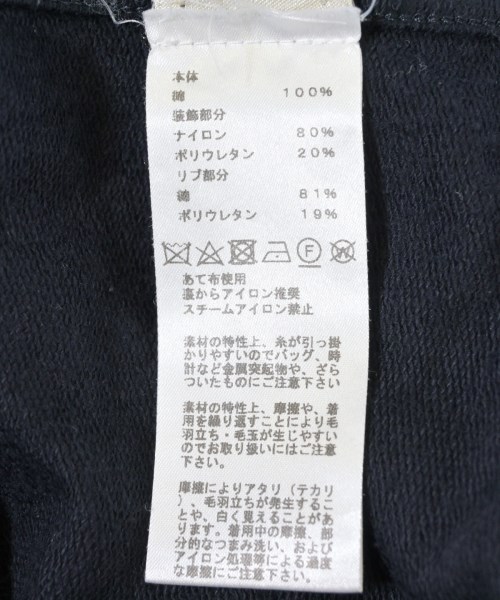 本体
綿 100%
装飾部分
ナイロン 80%
ポリウレタン 20%
リブ部分
綿 81%
ポリウレタン 19%
F W
あて布使用
裏からアイロン推奨
スチームアイロン禁止
素材の特性上、糸が引っ掛
かりやすいのでバッグ、時
計など金属突起物や、ざら
ついたものにご注意下さい
素材の特性上、摩擦や、着
用を繰り返すことにより毛
羽立ち・毛玉が生じやすい
のでお取り扱いにはご注意
下さい。
摩擦によりアタリ（テカリ
）、毛羽立ちが発生するこ
とや、白く見えることがあ
ります。着用中の摩擦、部
分的なつまみ洗い、および
アイロン処理等による過度
な摩擦にご注意下さい。